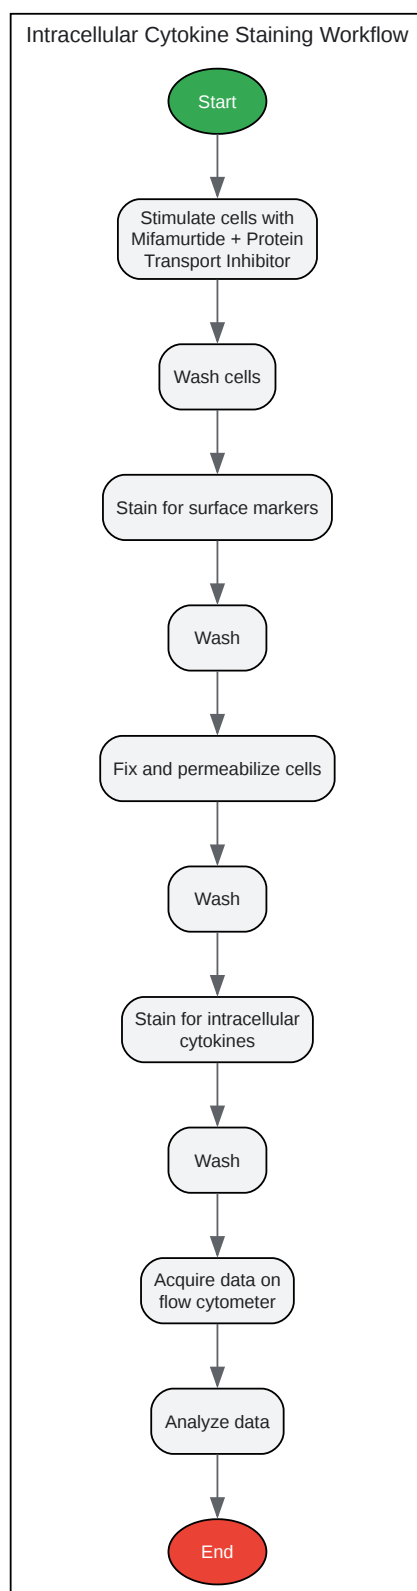 Intracellular Cytokine Staining Workflow
Start
Stimulate cells with
Mifamurtide + Protein
Transport Inhibitor
Wash cells
Stain for surface markers
Wash
Fix and permeabilize cells
Wash
Stain for intracellular
cytokines
Wash
Acquire data on
flow cytometer
Analyze data
End